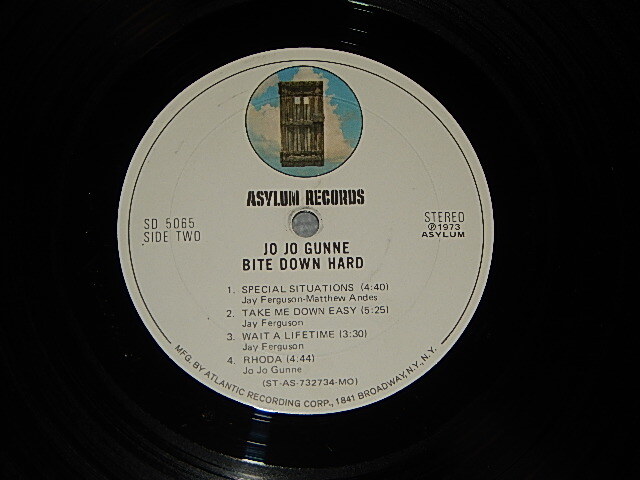 ASYLUM RECORDS
SD 5065
SIDE TWO
STEREO
℗1973
ASYLUM
JO JO GUNNE
BITE DOWN HARD
1. SPECIAL SITUATIONS (4:40)
Jay Ferguson-Matthew Andes
2. TAKE ME DOWN EASY (5:25)
Jay Ferguson
3. WAIT A LIFETIME (3:30)
Jay Ferguson
4. RHODA (4:44)
Jo Jo Gunne
(ST-AS-732734-MO)
MFG. BY ATLANTIC RECORDING CORP., 1841 BROADWAY, N.Y., N.Y.